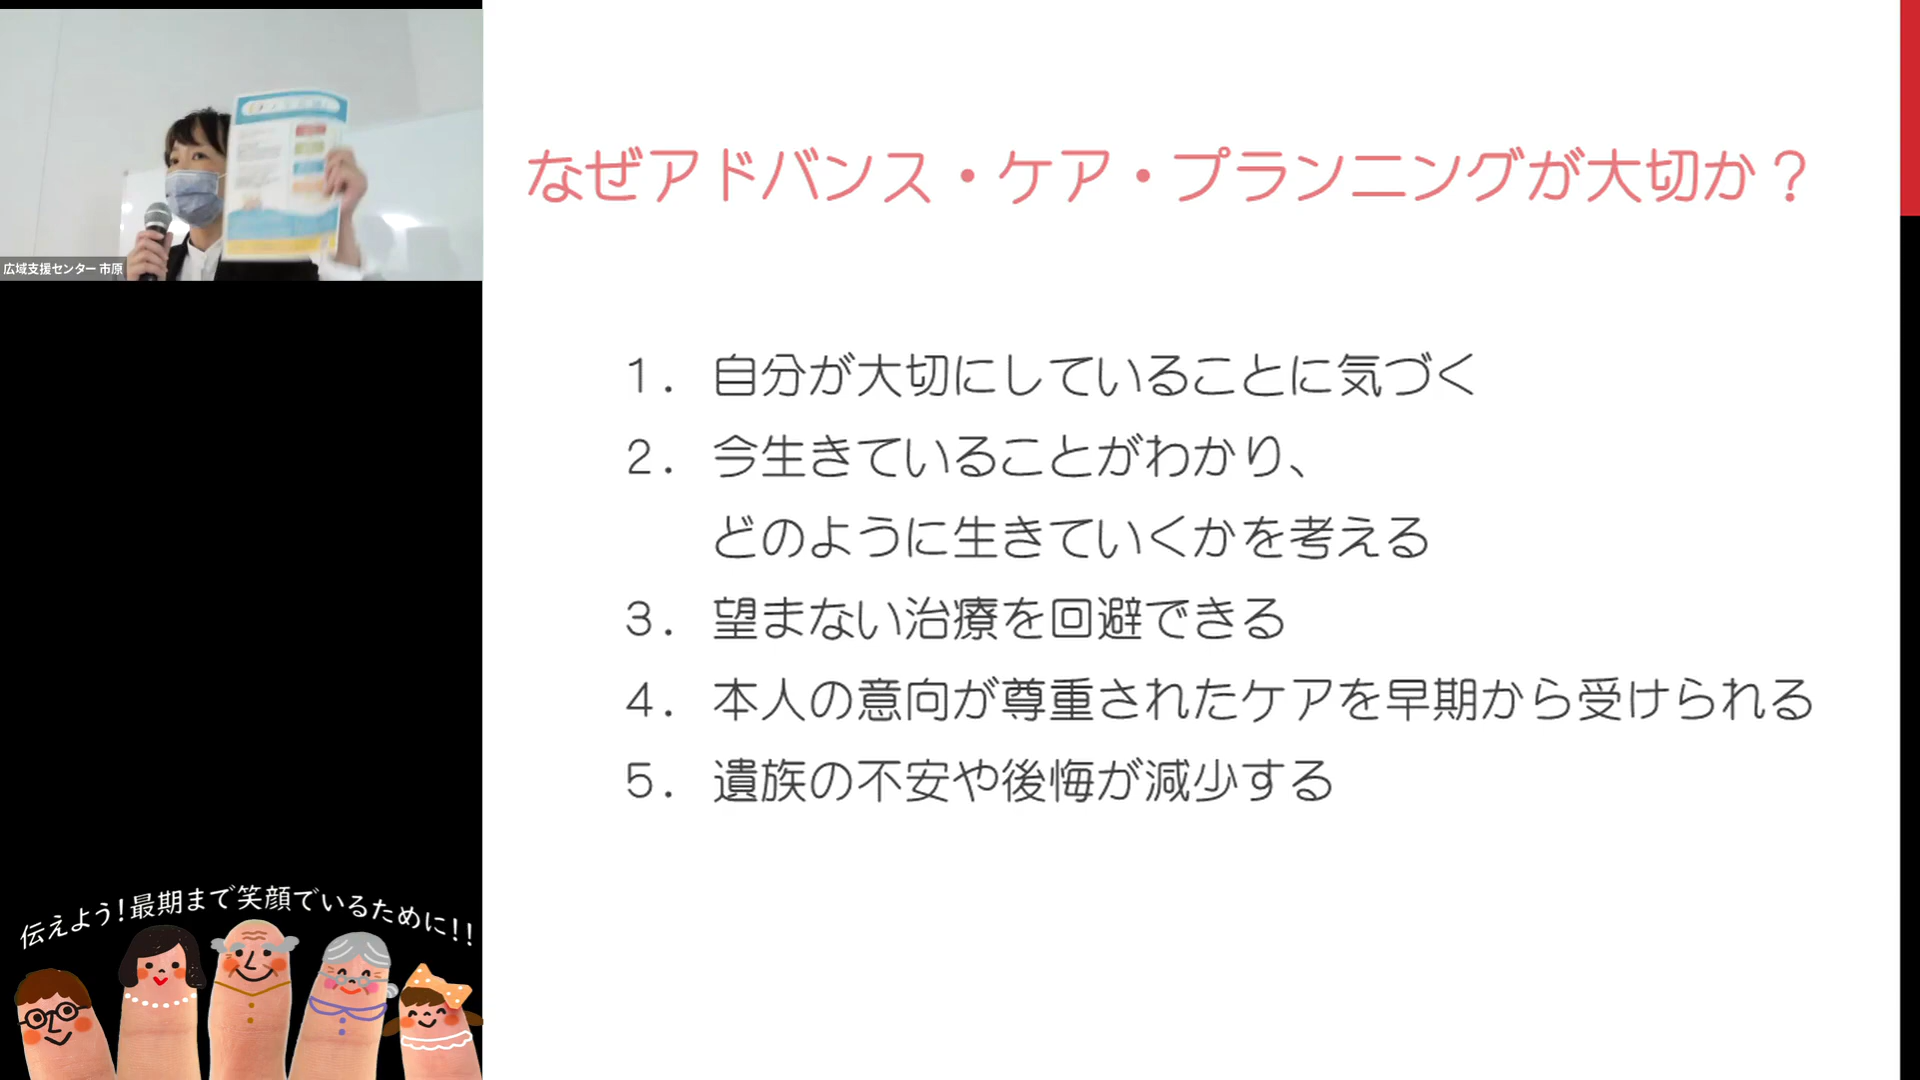 なぜアドバンス・ケア・プランニングが大切か？
１．自分が大切にしていることに気づく
２．今生きていることがわかり、
どのように生きていくかを考える
３．望まない治療を回避できる
４．本人の意向が尊重されたケアを早期から受けられる
５．遺族の不安や後悔が減少する
広域支援センター 市原
伝えよう！最期まで笑顔でいるために！！